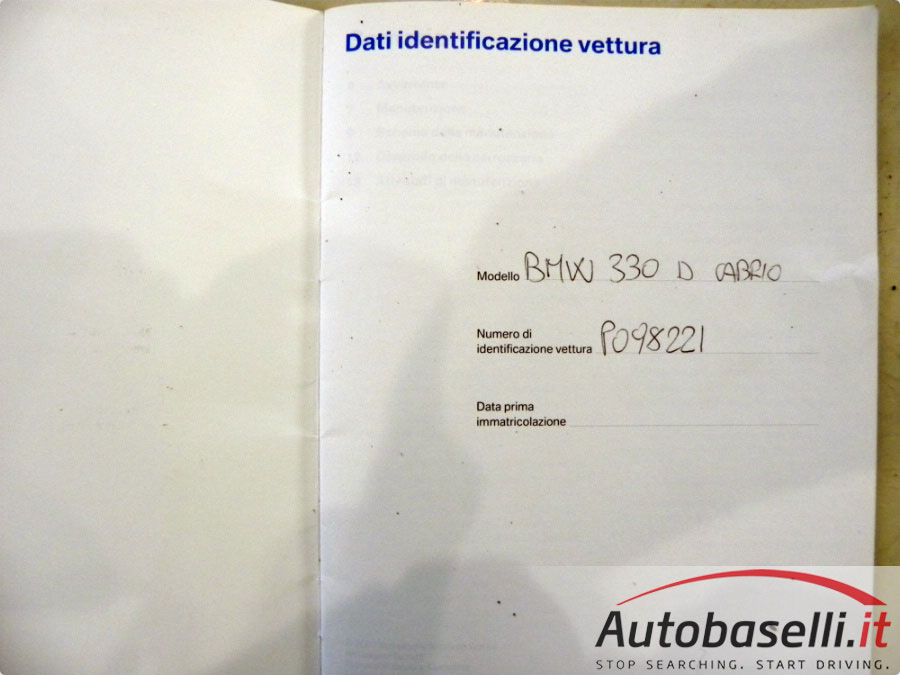 Dati identificazione vettura
Modello BMW 330 D CABRIO
Numero di
identificazione vettura P098221
Data prima
immatricolazione
Autobaselli.it
STOP SEARCHING. START DRIVING.